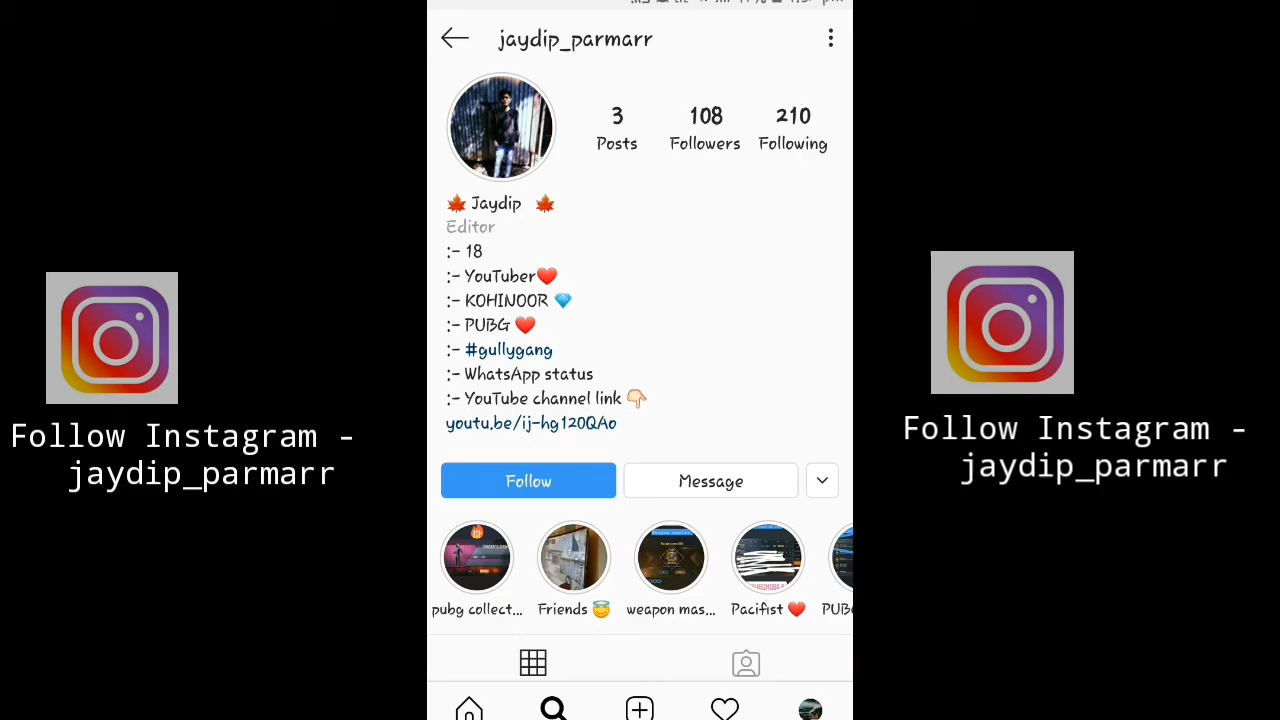 jaydip_parmarr
3 108 210
Posts Followers Following
🍁 Jaydip 🍁
Editor
:- 18
:- YouTuber❤️
:- KOHINOOR 💎
:- PUBG ❤️
:- #gullygang
:- WhatsApp status
:- YouTube channel link 👇🏻
youtu.be/ij-hg120QAo
Follow Message
pubg collect... Friends 😇 weapon mas... Pacifist ❤️ PUB
Follow Instagram -
jaydip_parmarr
Follow Instagram -
jaydip_parmarr